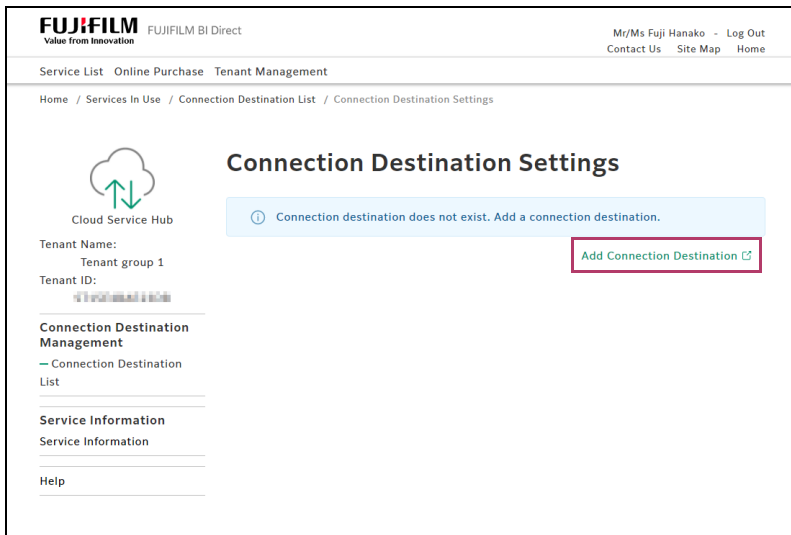 FUJIFILM
Value from Innovation
FUJIFILM BI Direct
Mr/Ms Fuji Hanako - Log Out
Contact Us Site Map Home
Service List Online Purchase Tenant Management
Home / Services In Use / Connection Destination List / Connection Destination Settings
Cloud Service Hub
Tenant Name:
Tenant group 1
Tenant ID:
Connection Destination
Management
Connection Destination
List
Service Information
Service Information
Help
Connection Destination Settings
Connection destination does not exist. Add a connection destination.
Add Connection Destination